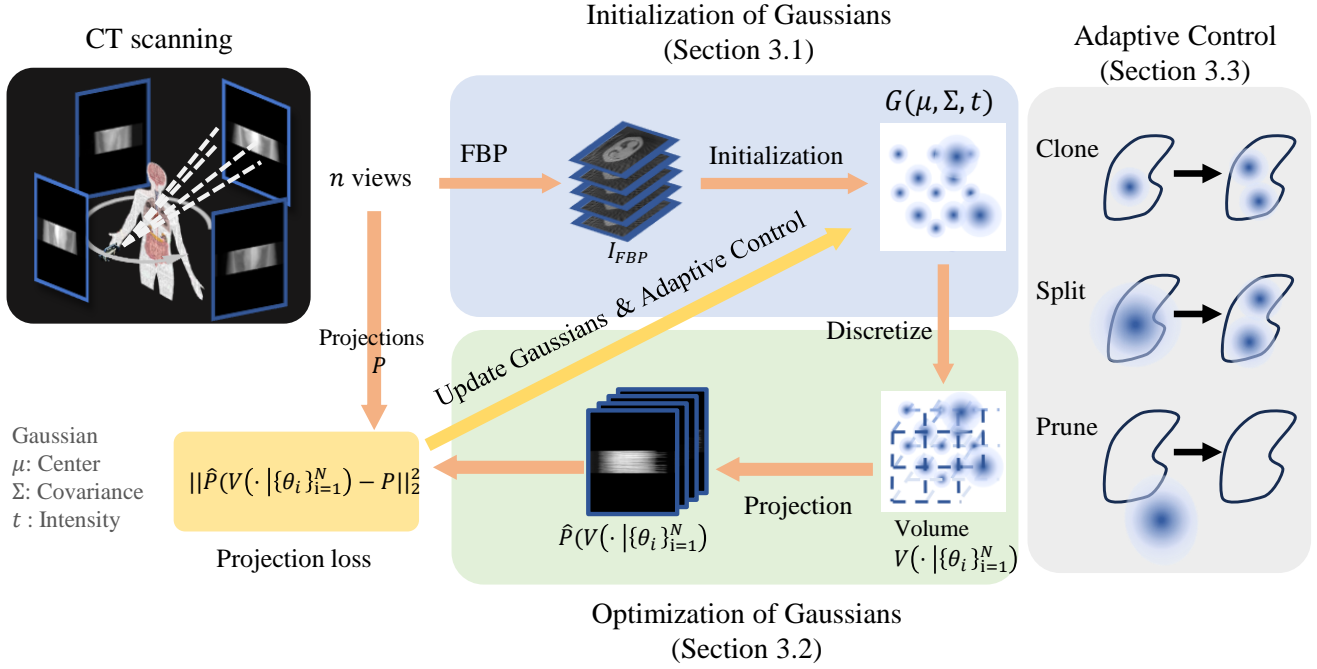 CT scanning
Initialization of Gaussians
(Section 3.1)
Adaptive Control
(Section 3.3)
n views
FBP
I_{FBP}
Initialization
G(μ, Σ, t)
Projections
P
Update Gaussians & Adaptive Control
Discretize
Clone
Split
Prune
Gaussian
μ: Center
Σ: Covariance
t : Intensity
||P̂(V(· |{θ_i}_{i=1}^N) − P||_2^2
Projection loss
P̂(V(· |{θ_i}_{i=1}^N)
Projection
Volume
V(· |{θ_i}_{i=1}^N)
Optimization of Gaussians
(Section 3.2)